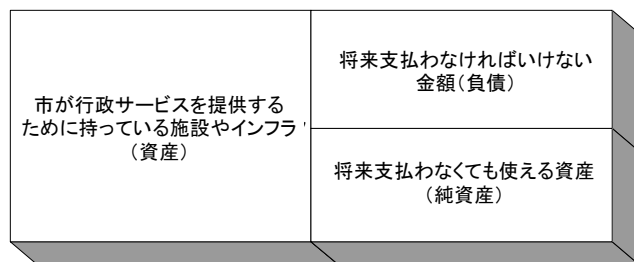 市が行政サービスを提供する
ために持っている施設やインフラ
（資産）
将来支払わなければいけない
金額（負債）
将来支払わなくても使える資産
（純資産）